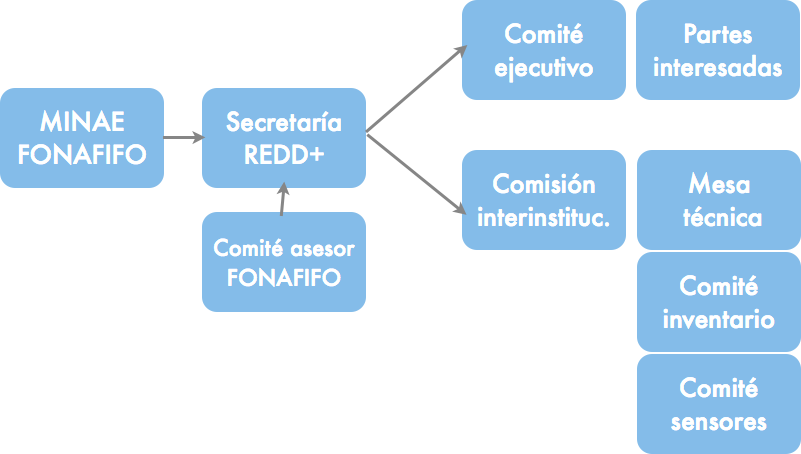 MINAE
FONAFIFO
Secretaría
REDD+
Comité asesor
FONAFIFO
Comité
ejecutivo
Partes
interesadas
Comisión
interinstituc.
Mesa
técnica
Comité
inventario
Comité
sensores